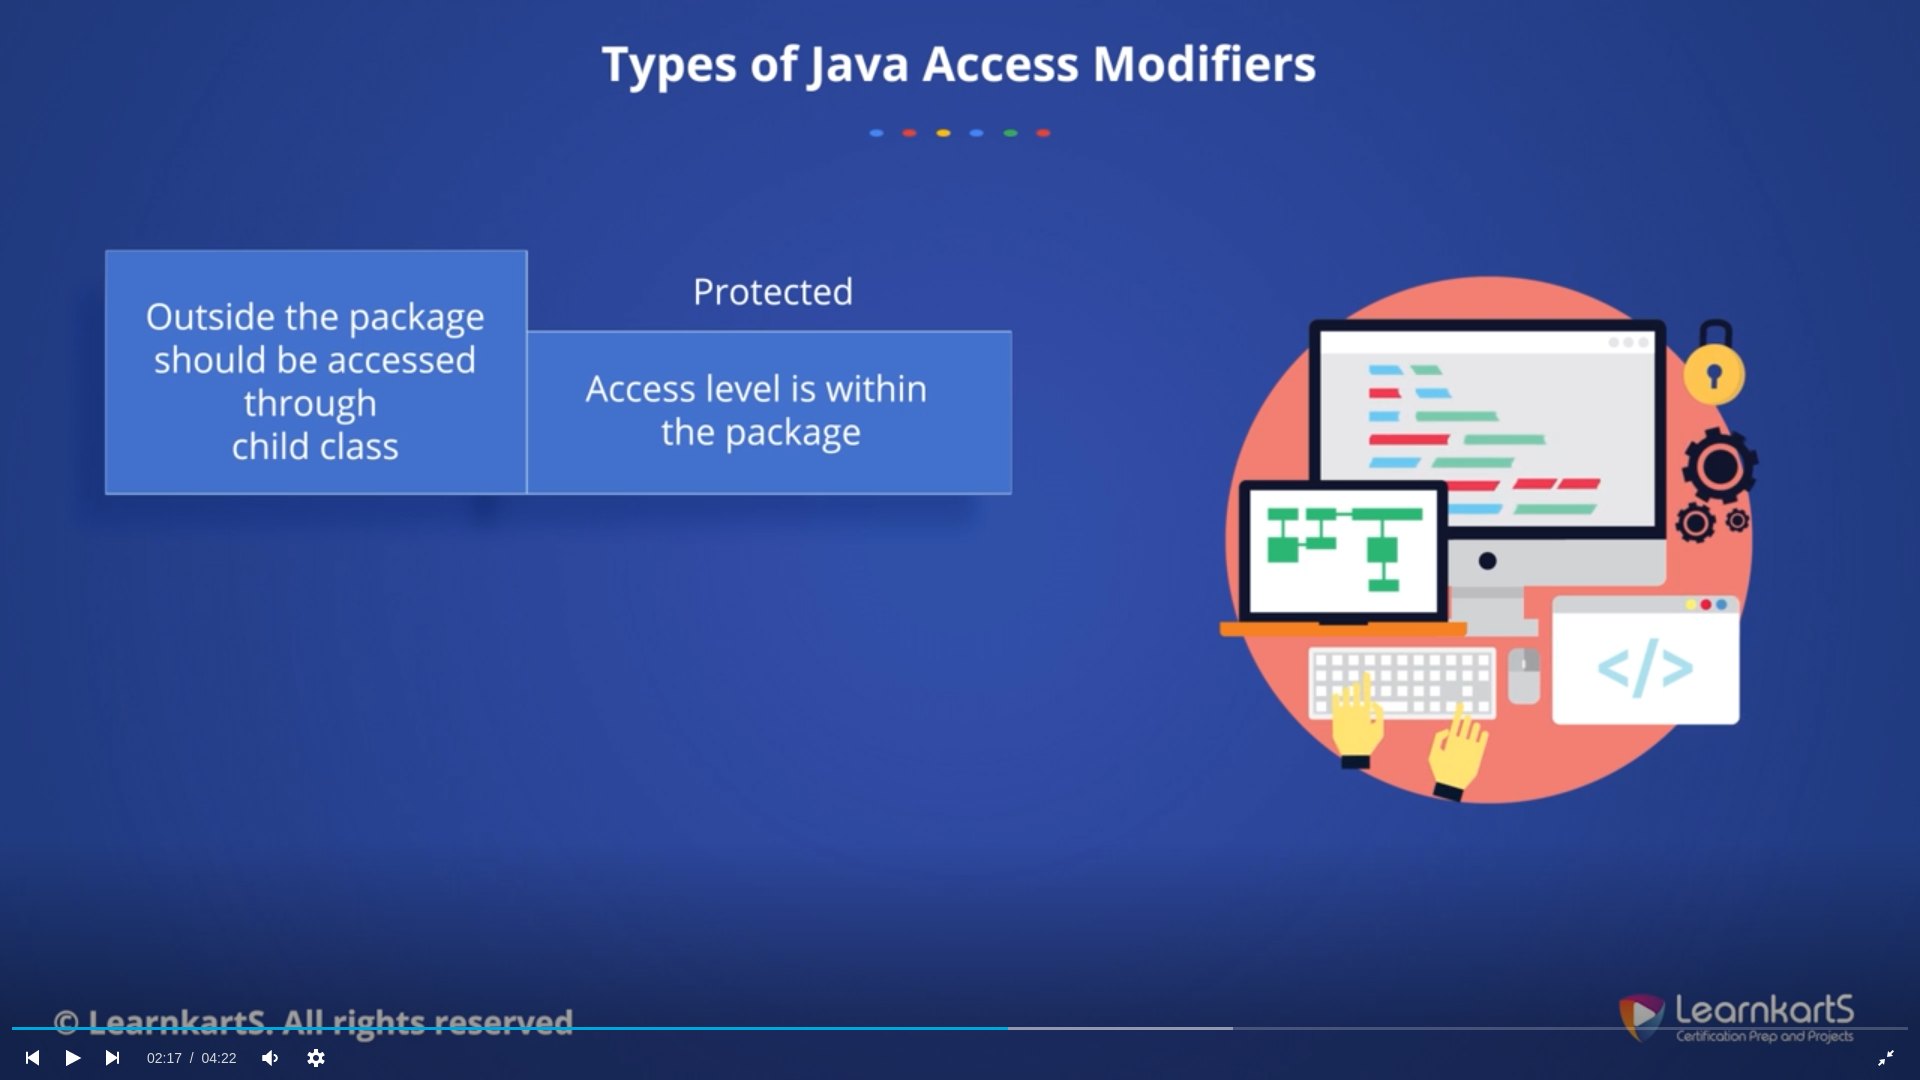 Types of Java Access Modifiers
Outside the package
should be accessed
through
child class
Protected
Access level is within
the package
</>
© LearnkartS. All rights reserved
LearnkartS
Certification Prep and Projects
02:17 / 04:22